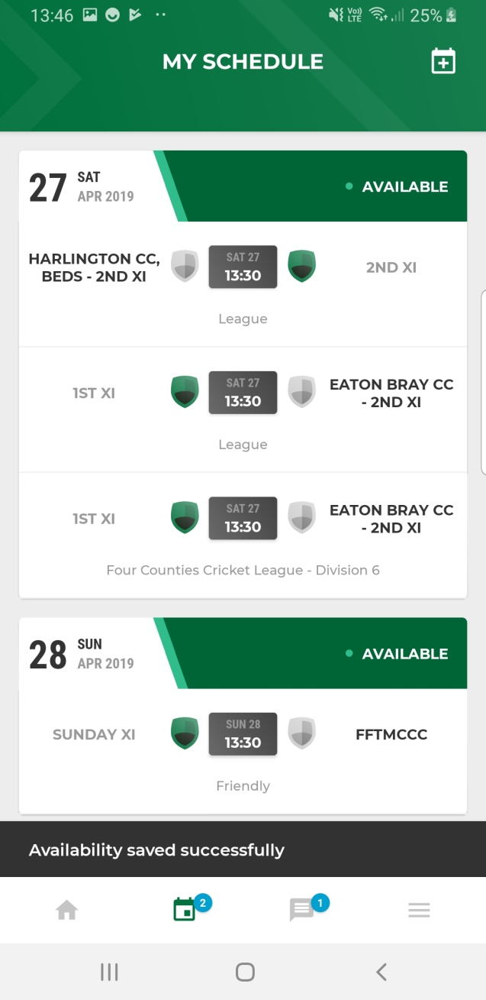 13:46
Vo))
LTE
25%
MY SCHEDULE
27
SAT
APR 2019
AVAILABLE
HARLINGTON CC,
BEDS - 2ND XI
SAT 27
13:30
2ND XI
League
1ST XI
SAT 27
13:30
EATON BRAY CC
- 2ND XI
League
1ST XI
SAT 27
13:30
EATON BRAY CC
- 2ND XI
Four Counties Cricket League - Division 6
28
SUN
APR 2019
AVAILABLE
SUNDAY XI
SUN 28
13:30
FFTMCCC
Friendly
Availability saved successfully
2
1